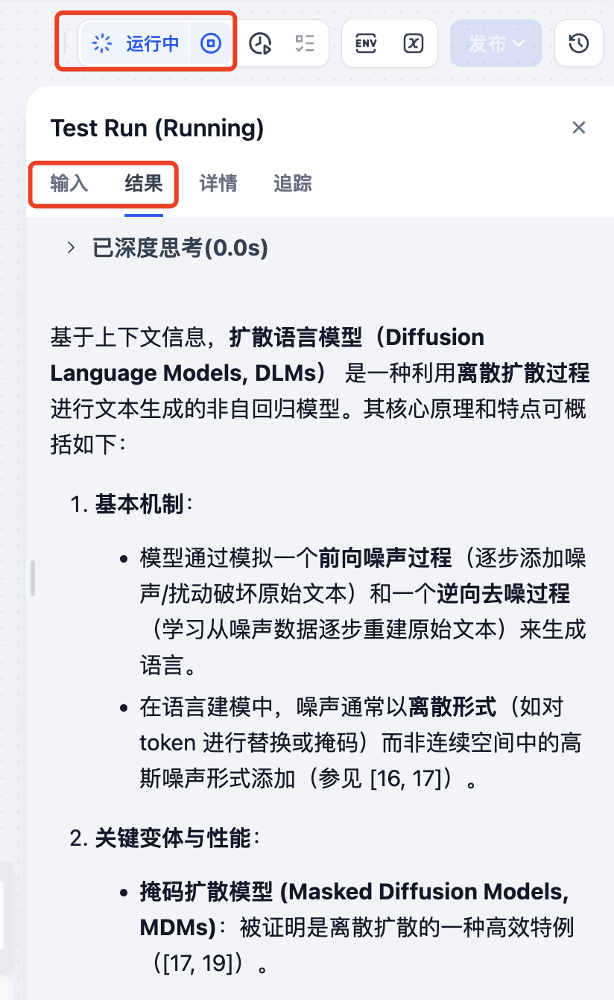 运行中
ENV
x
发布
Test Run (Running)
输入 结果 详情 追踪
已深度思考(0.0s)
基于上下文信息，扩散语言模型（Diffusion
Language Models, DLMs） 是一种利用离散扩散过程
进行文本生成的非自回归模型。其核心原理和特点可概
括如下：
1. 基本机制：
• 模型通过模拟一个前向噪声过程（逐步添加噪
声/扰动破坏原始文本）和一个逆向去噪过程
（学习从噪声数据逐步重建原始文本）来生成
语言。
• 在语言建模中，噪声通常以离散形式（如对
token 进行替换或掩码）而非连续空间中的高
斯噪声形式添加（参见 [16, 17]）。
2. 关键变体与性能：
• 掩码扩散模型 (Masked Diffusion Models,
MDMs)：被证明是离散扩散的一种高效特例
（[17, 19]）。